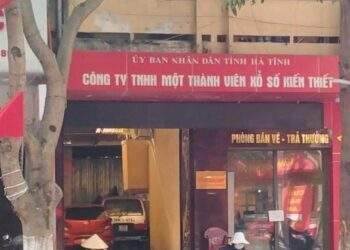 ỦY BAN NHÂN DÂN TỈNH HÀ TĨNH
CÔNG TY TNHH MỘT THÀNH VIÊN XỔ SỐ KIẾN THIẾT
PHÒNG BÁN VÉ - TRẢ THƯỞNG